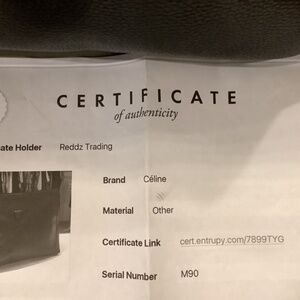 CERTIFICATE
of authenticity
ate Holder Reddz Trading
Brand Céline
Material Other
Certificate Link cert.entrupy.com/7899TYG
Serial Number M90